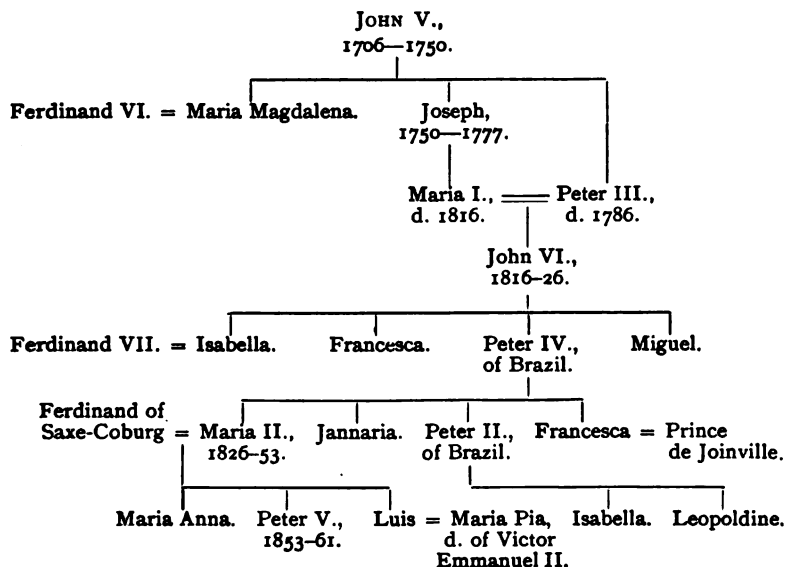 JOHN V.,
1706—1750.
Ferdinand VI. = Maria Magdalena. Joseph,
1750—1777.
Maria I., Peter III.,
d. 1816. d. 1786.
John VI.,
1816-26.
Ferdinand VII. = Isabella. Francesca. Peter IV., Miguel.
of Brazil.
Ferdinand of
Saxe-Coburg = Maria II., Jannaria. Peter II., Francesca = Prince
1826-53. of Brazil. de Joinville.
Maria Anna. Peter V., Luis = Maria Pia, Isabella. Leopoldine.
1853-61. d. of Victor
Emmanuel II.